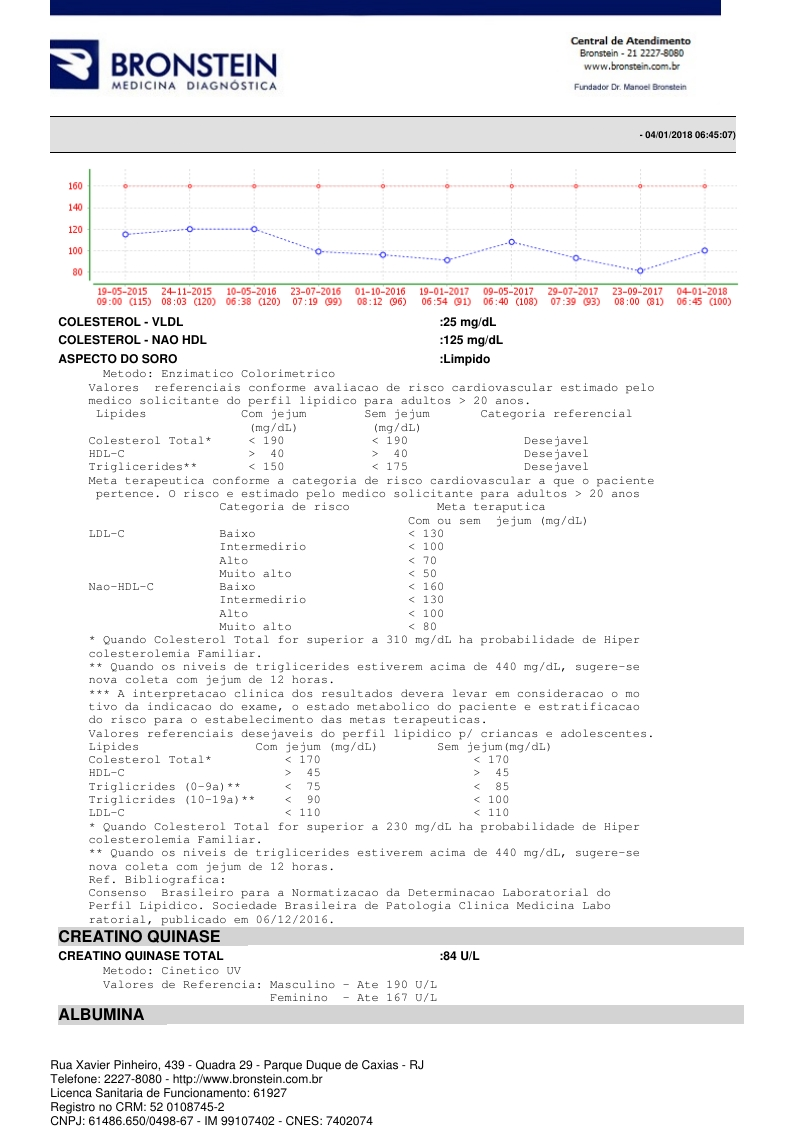 BRONSTEIN
MEDICINA DIAGNÓSTICA
Central de Atendimento
Bronstein - 21 2227-8080
www.bronstein.com.br
Fundador Dr. Manoel Bronstein
- 04/01/2018 06:45:07)
160
140
120
100
80
19-05-2015 24-11-2015 10-05-2016 23-07-2016 01-10-2016 19-01-2017 09-05-2017 29-07-2017 23-09-2017 04-01-2018
09:00 (115) 08:03 (120) 06:38 (120) 07:19 (99) 08:12 (96) 06:54 (91) 06:40 (108) 07:39 (93) 08:00 (81) 06:45 (100)
COLESTEROL - VLDL :25 mg/dL
COLESTEROL - NAO HDL :125 mg/dL
ASPECTO DO SORO :Limpido
Metodo: Enzimatico Colorimetrico
Valores referenciais conforme avaliacao de risco cardiovascular estimado pelo
medico solicitante do perfil lipidico para adultos > 20 anos.
Lipides Com jejum Sem jejum Categoria referencial
(mg/dL) (mg/dL)
Colesterol Total* < 190 < 190 Desejavel
HDL-C > 40 > 40 Desejavel
Triglicerides** < 150 < 175 Desejavel
Meta terapeutica conforme a categoria de risco cardiovascular a que o paciente
pertence. O risco e estimado pelo medico solicitante para adultos > 20 anos
Categoria de risco Meta teraputica
Com ou sem jejum (mg/dL)
LDL-C Baixo < 130
Intermedirio < 100
Alto < 70
Muito alto < 50
Nao-HDL-C Baixo < 160
Intermedirio < 130
Alto < 100
Muito alto < 80
* Quando Colesterol Total for superior a 310 mg/dL ha probabilidade de Hiper
colesterolemia Familiar.
** Quando os niveis de triglicerides estiverem acima de 440 mg/dL, sugere-se
nova coleta com jejum de 12 horas.
*** A interpretacao clinica dos resultados devera levar em consideracao o mo
tivo da indicacao do exame, o estado metabolico do paciente e estratificacao
do risco para o estabelecimento das metas terapeuticas.
Valores referenciais desejaveis do perfil lipidico p/ criancas e adolescentes.
Lipides Com jejum (mg/dL) Sem jejum(mg/dL)
Colesterol Total* < 170 < 170
HDL-C > 45 > 45
Triglicrides (0-9a)** < 75 < 85
Triglicrides (10-19a)** < 90 < 100
LDL-C < 110 < 110
* Quando Colesterol Total for superior a 230 mg/dL ha probabilidade de Hiper
colesterolemia Familiar.
** Quando os niveis de triglicerides estiverem acima de 440 mg/dL, sugere-se
nova coleta com jejum de 12 horas.
Ref. Bibliografica:
Consenso Brasileiro para a Normatizacao da Determinacao Laboratorial do
Perfil Lipidico. Sociedade Brasileira de Patologia Clinica Medicina Labo
ratorial, publicado em 06/12/2016.
CREATINO QUINASE
CREATINO QUINASE TOTAL :84 U/L
Metodo: Cinetico UV
Valores de Referencia: Masculino - Ate 190 U/L
Feminino - Ate 167 U/L
ALBUMINA
Rua Xavier Pinheiro, 439 - Quadra 29 - Parque Duque de Caxias - RJ
Telefone: 2227-8080 - http://www.bronstein.com.br
Licenca Sanitaria de Funcionamento: 61927
Registro no CRM: 52 0108745-2
CNPJ: 61486.650/0498-67 - IM 99107402 - CNES: 7402074